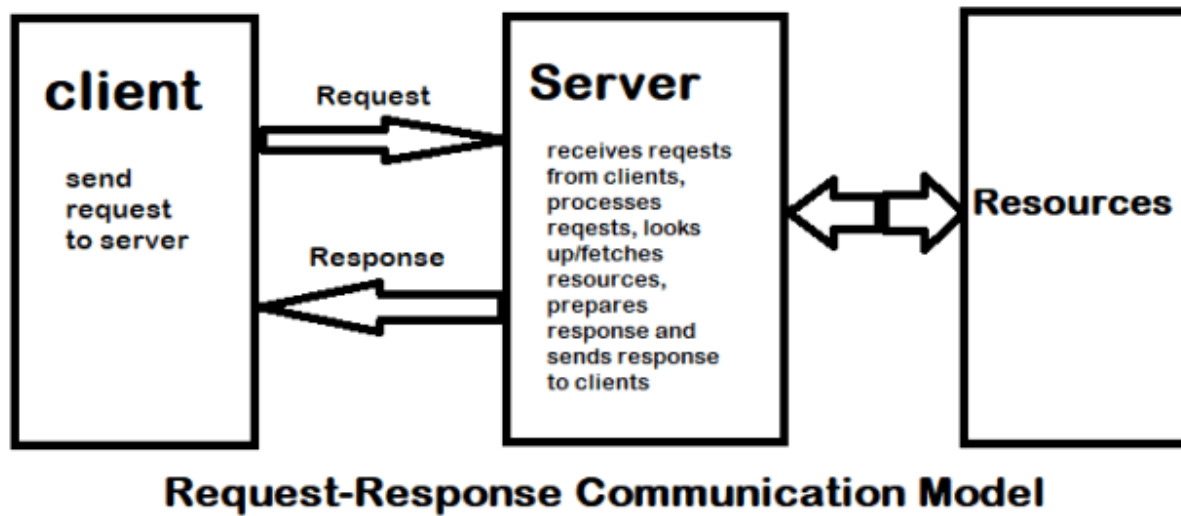 client
send
request
to server
Request
Response
Server
receives reqests
from clients,
processes
reqests, looks
up/fetches
resources,
prepares
response and
sends response
to clients
Resources
Request-Response Communication Model